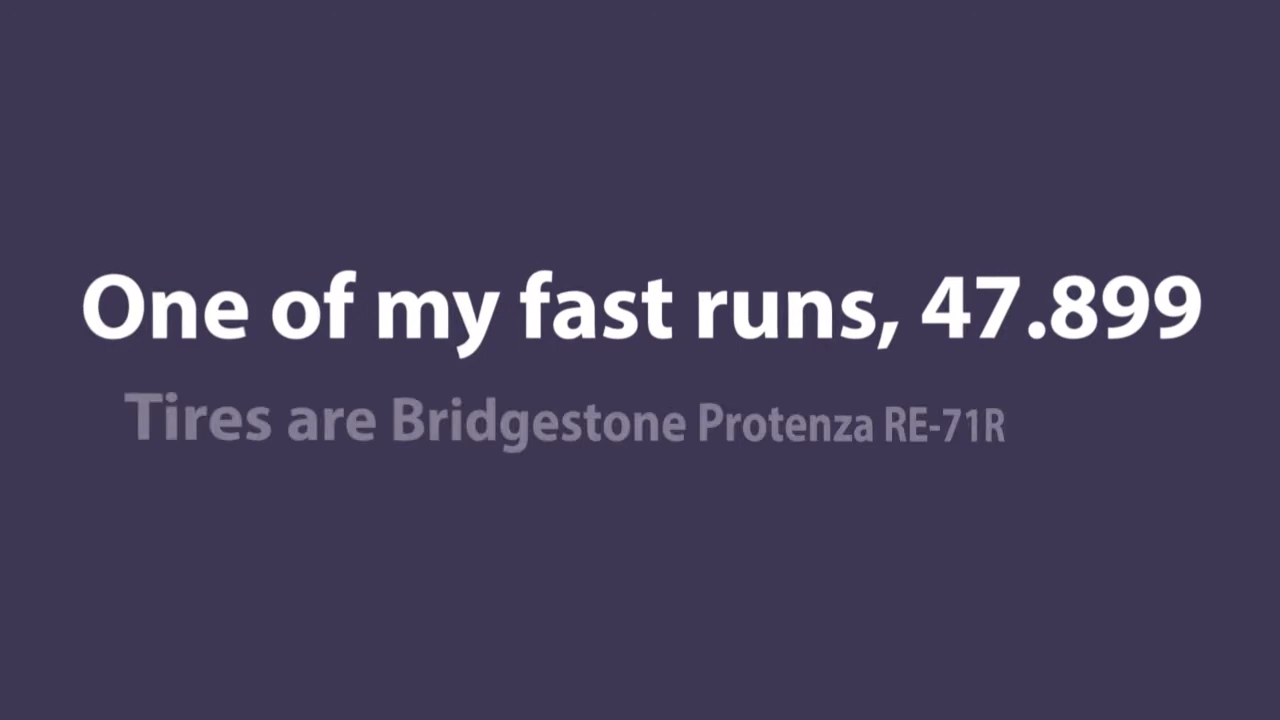 One of my fast runs, 47.899
Tires are Bridgestone Protenza RE-71R